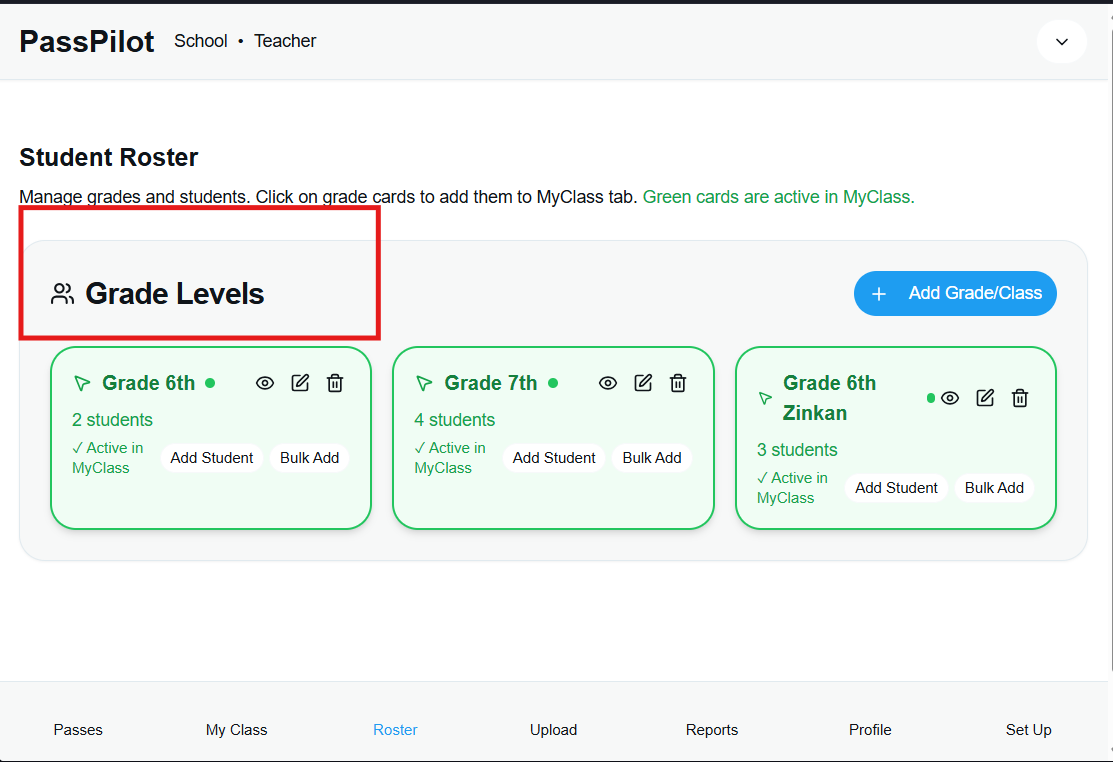 PassPilot School • Teacher
Student Roster
Manage grades and students. Click on grade cards to add them to MyClass tab. Green cards are active in MyClass.
Grade Levels
+ Add Grade/Class
Grade 6th
2 students
✓ Active in
MyClass
Add Student Bulk Add
Grade 7th
4 students
✓ Active in
MyClass
Add Student Bulk Add
Grade 6th
Zinkan
3 students
✓ Active in
MyClass
Add Student Bulk Add
Passes My Class Roster Upload Reports Profile Set Up